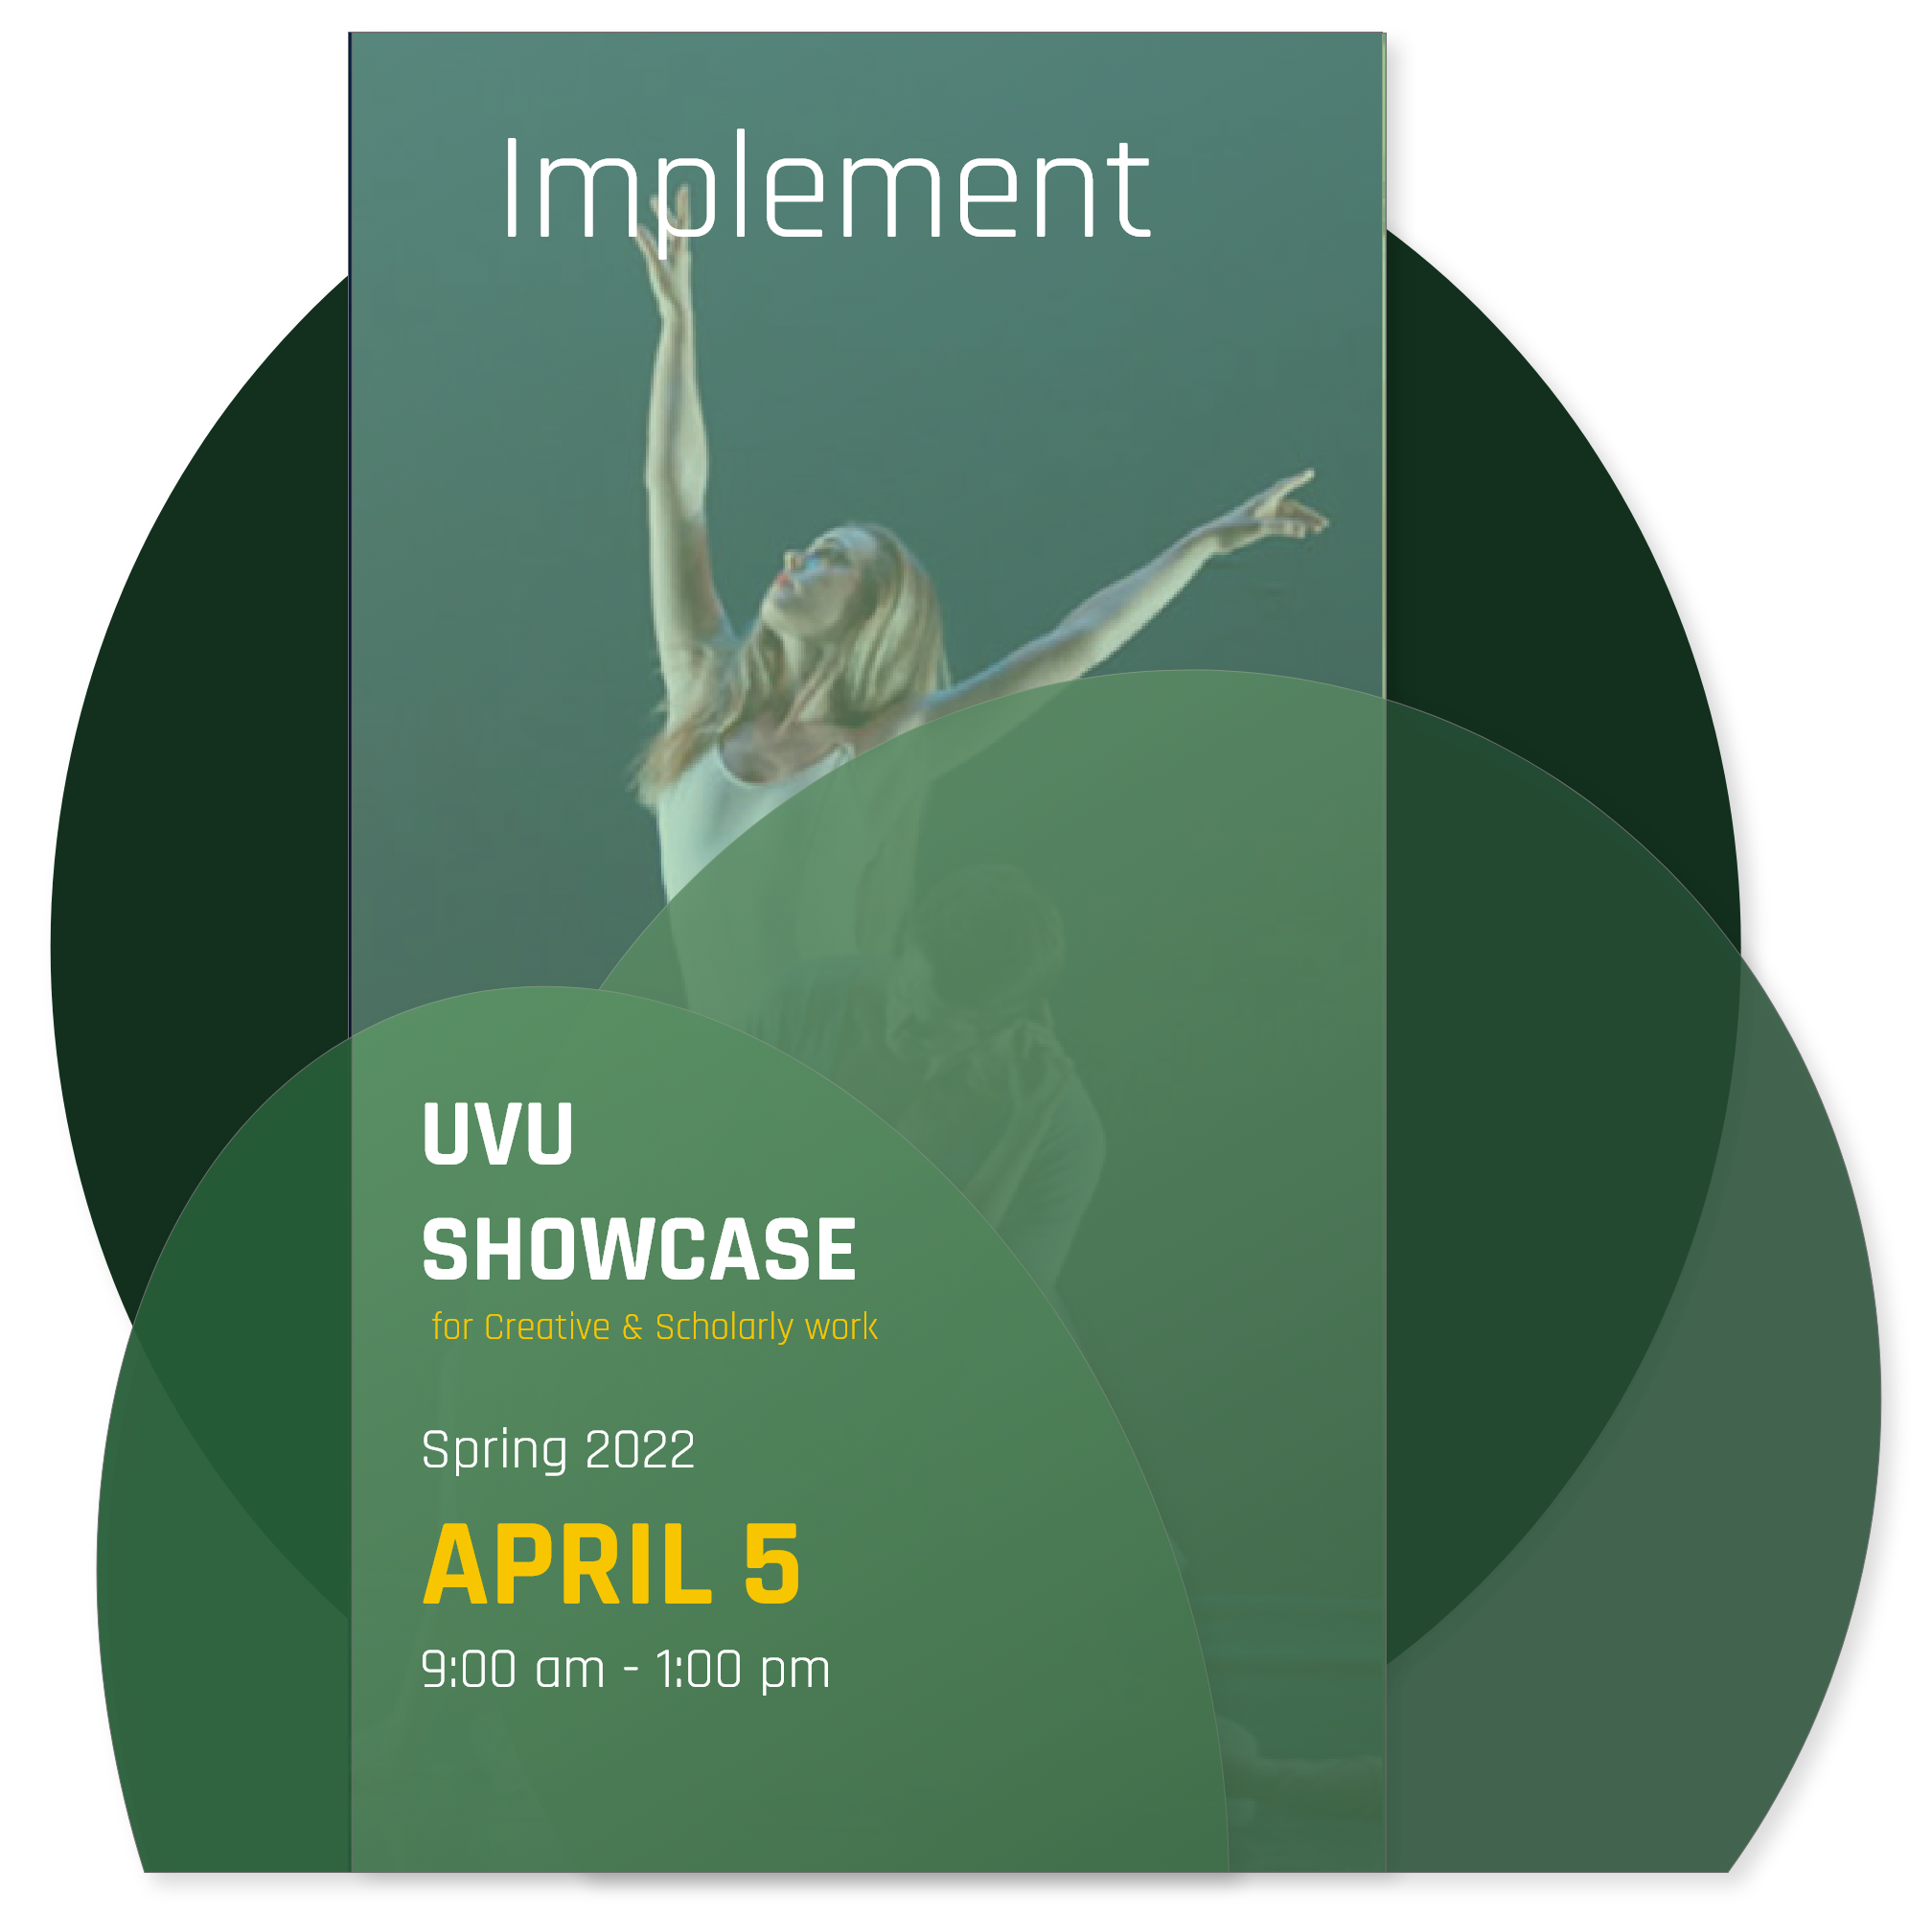 Implement
UVU
SHOWCASE
for Creative & Scholarly work
Spring 2022
APRIL 5
9:00 am - 1:00 pm